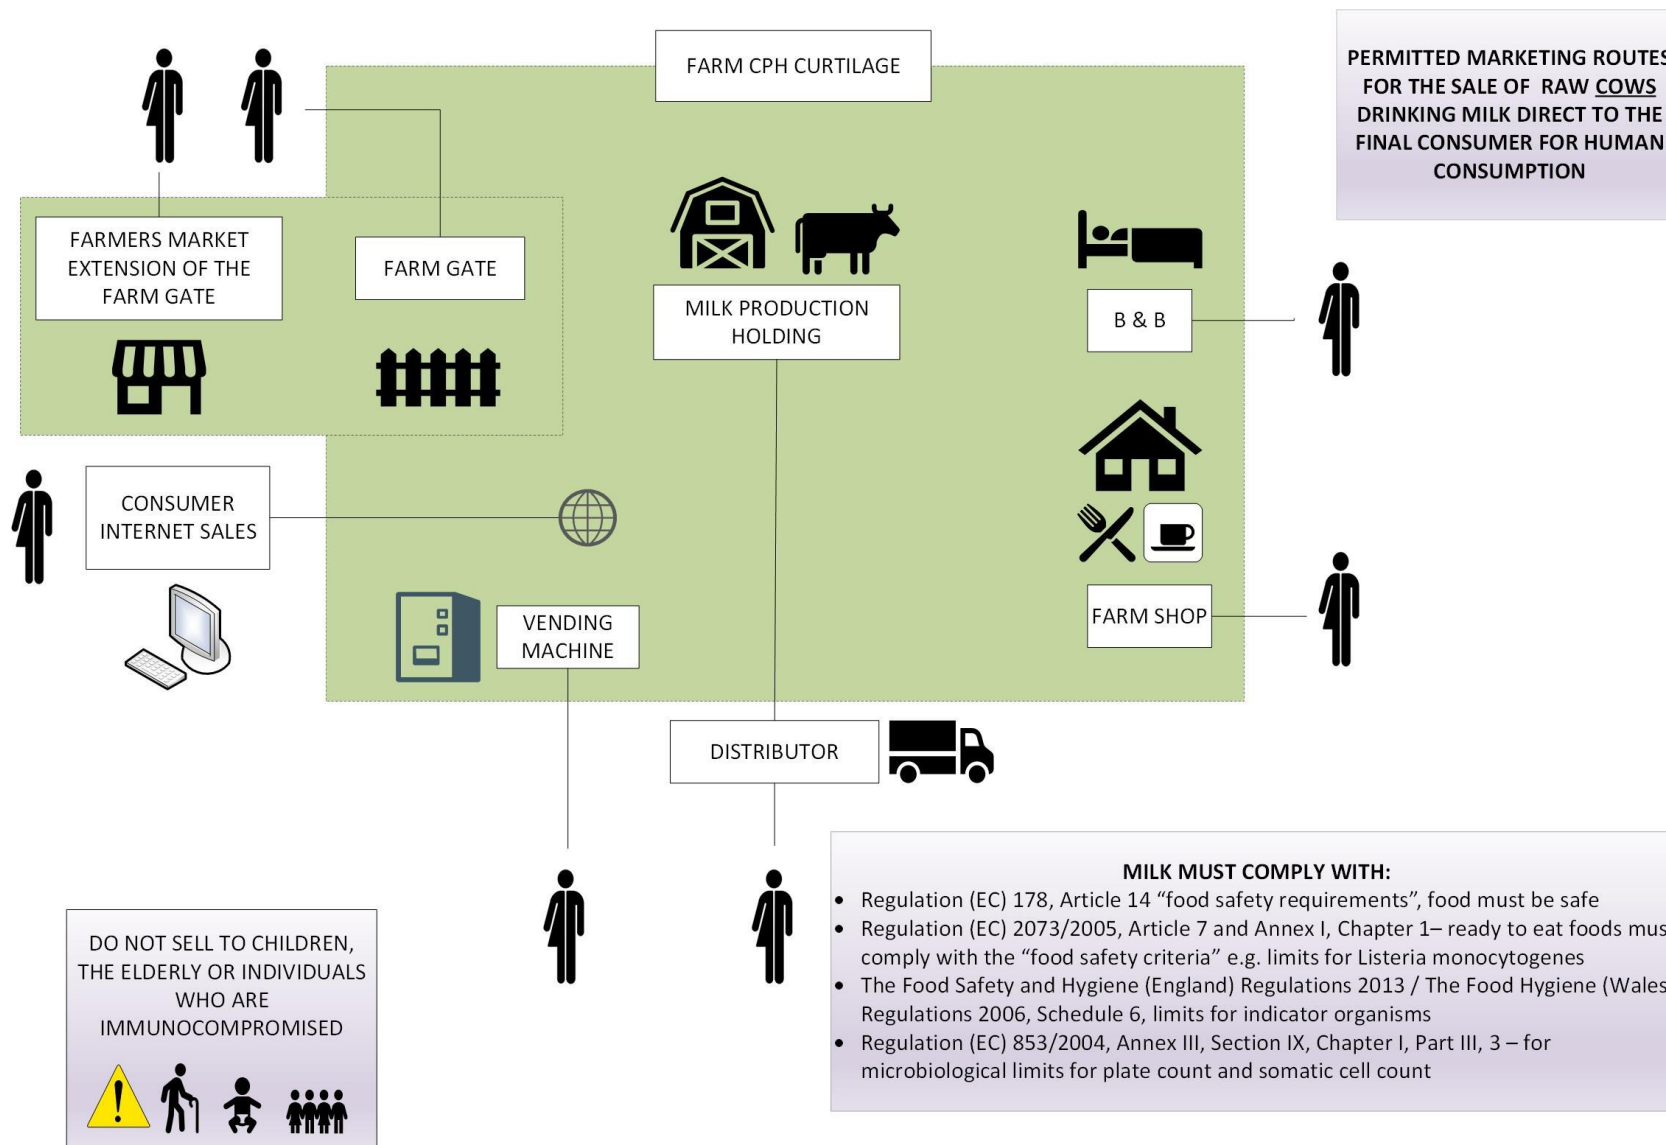 FARM CPH CURTILAGE
PERMITTED MARKETING ROUTES
FOR THE SALE OF RAW COWS
DRINKING MILK DIRECT TO THE
FINAL CONSUMER FOR HUMAN
CONSUMPTION
FARMERS MARKET
EXTENSION OF THE
FARM GATE
FARM GATE
MILK PRODUCTION
HOLDING
B & B
CONSUMER
INTERNET SALES
VENDING
MACHINE
FARM SHOP
DISTRIBUTOR
DO NOT SELL TO CHILDREN,
THE ELDERLY OR INDIVIDUALS
WHO ARE
IMMUNOCOMPROMISED
MILK MUST COMPLY WITH:
• Regulation (EC) 178, Article 14 “food safety requirements”, food must be safe
• Regulation (EC) 2073/2005, Article 7 and Annex I, Chapter 1– ready to eat foods mus
comply with the “food safety criteria” e.g. limits for Listeria monocytogenes
• The Food Safety and Hygiene (England) Regulations 2013 / The Food Hygiene (Wales
Regulations 2006, Schedule 6, limits for indicator organisms
• Regulation (EC) 853/2004, Annex III, Section IX, Chapter I, Part III, 3 – for
microbiological limits for plate count and somatic cell count